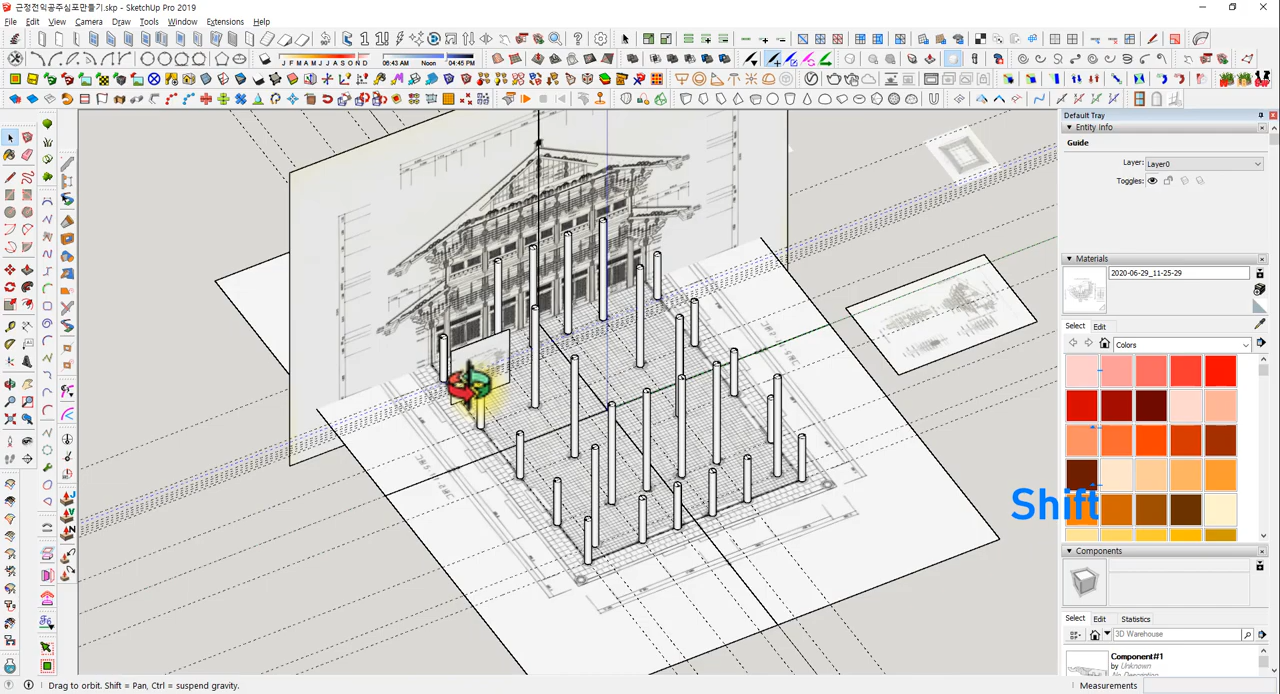 근정전익공주심포만들기.skp - SketchUp Pro 2019
File Edit View Camera Draw Tools Window Extensions Help
J F M A M J J A S O N D 06:43 AM Noon 04:45 PM
Default Tray
Entity Info
Guide
Layer: Layer0
Toggles:
Materials
2020-06-29_11-25-29
Select Edit
Colors
Shift
Components
Select Edit Statistics
3D Warehouse
Component#1
by Unknown
Drag to orbit. Shift = Pan, Ctrl = suspend gravity.
Measurements